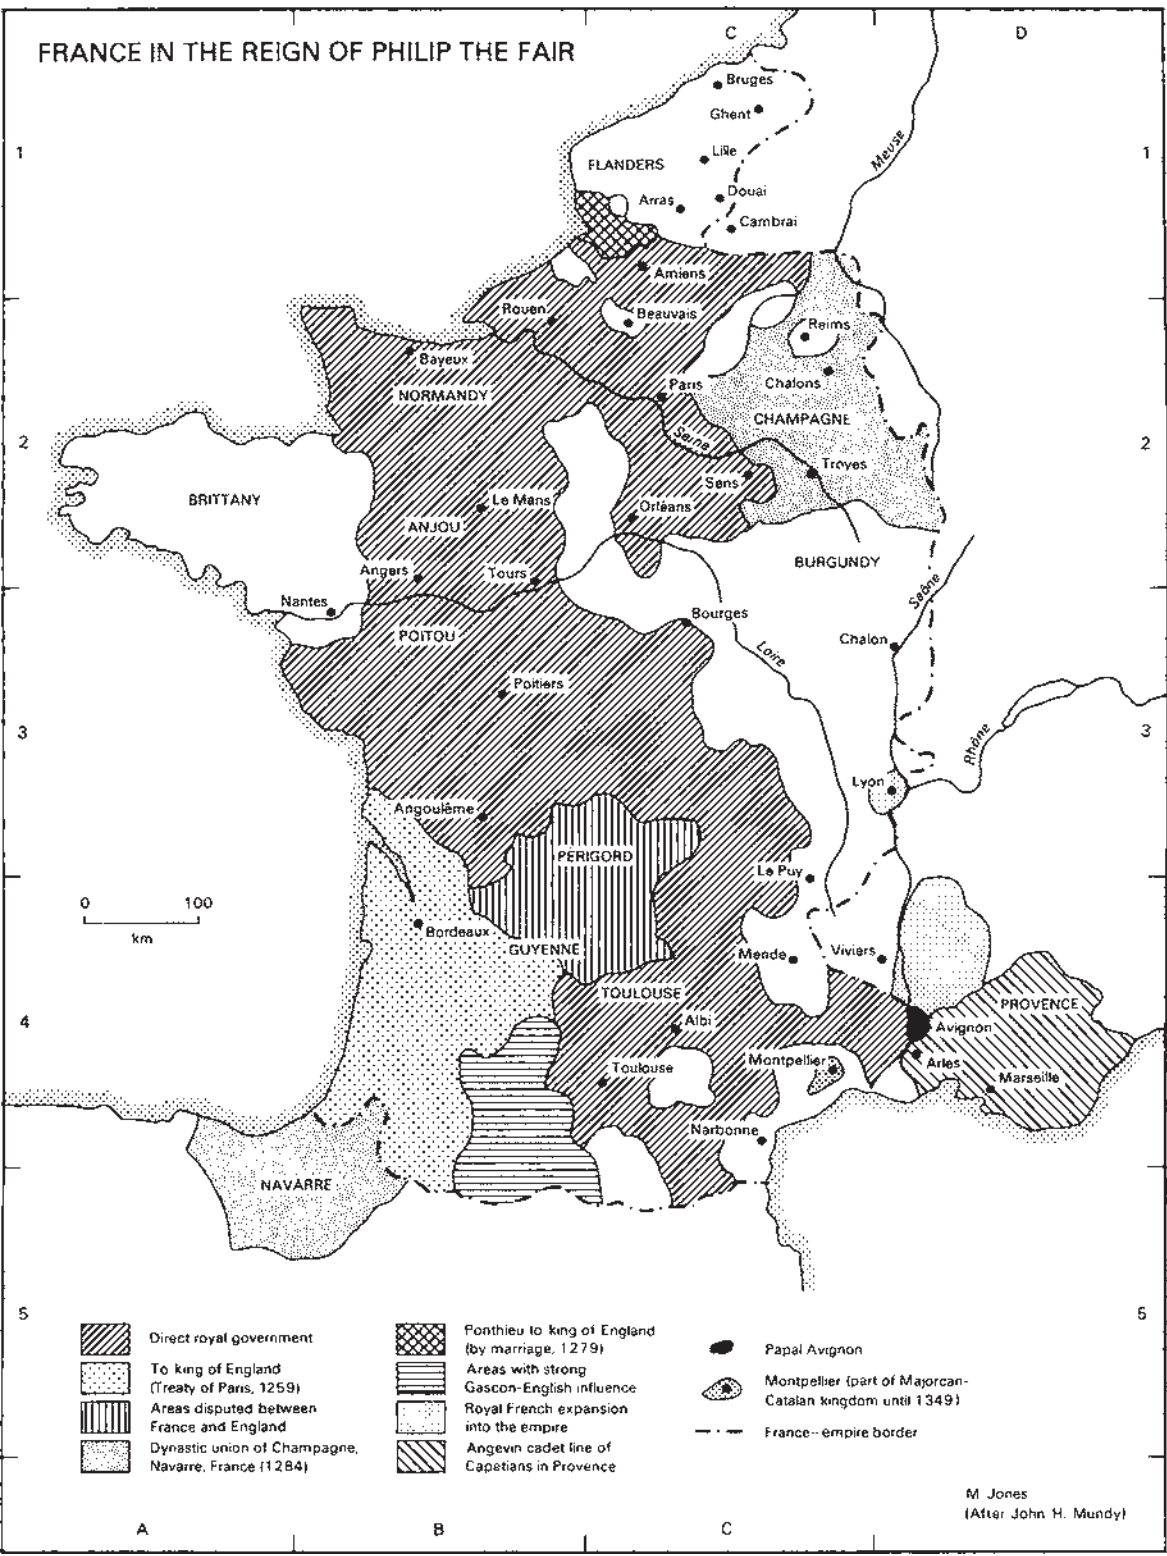 C
D
FRANCE IN THE REIGN OF PHILIP THE FAIR
Bruges
Ghent
1
Lille
Meuse
1
FLANDERS
Arras
Douai
Cambrai
Amiens
Rouen
Beauvais
Reims
Bayeux
Paris
Chalons
NORMANDY
CHAMPAGNE
2
Seine
2
Troyes
Sens
BRITTANY
Le Mans
Orléans
ANJOU
BURGUNDY
Angers
Tours
Saône
Nantes
Bourges
POITOU
Chalon
Loire
Poitiers
3
3
Rhône
Lyon
Angoulême
PERIGORD
Le Puy
0 100
km
Bordeaux
GUYENNE
Mende
Viviers
TOULOUSE
PROVENCE
4
4
Albi
Avignon
Toulouse
Montpellier
Arles
Marseille
Narbonne
NAVARRE
5
5
Direct royal government
To king of England
(Treaty of Paris, 1259)
Areas disputed between
France and England
Dynastic union of Champagne,
Navarre, France (1284)
Ponthieu to king of England
(by marriage, 1279)
Areas with strong
Gascon-English influence
Royal French expansion
into the empire
Angevin cadet line of
Capetians in Provence
Papal Avignon
Montpellier (part of Majorcan-
Catalan kingdom until 1349)
France--empire border
M Jones
(After John H. Mundy)
A
B
C